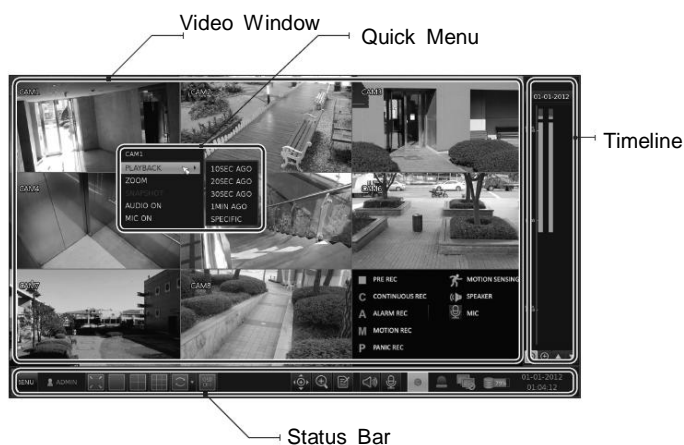 Video Window
Quick Menu
Timeline
CAM1
CAM3
01-01-2012
CAM1
PLAYBACK
10SEC AGO
ZOOM
20SEC AGO
SNAPSHOT
30SEC AGO
AUDIO ON
1MIN AGO
MIC ON
SPECIFIC
CAM4
CAM6
CAM7
CAM8
PRE REC
MOTION SENSING
C CONTINUOUS REC
SPEAKER
A ALARM REC
MIC
M MOTION REC
P PANIC REC
MENU
ADMIN
79%
01-01-2012
01:04:12
Status Bar